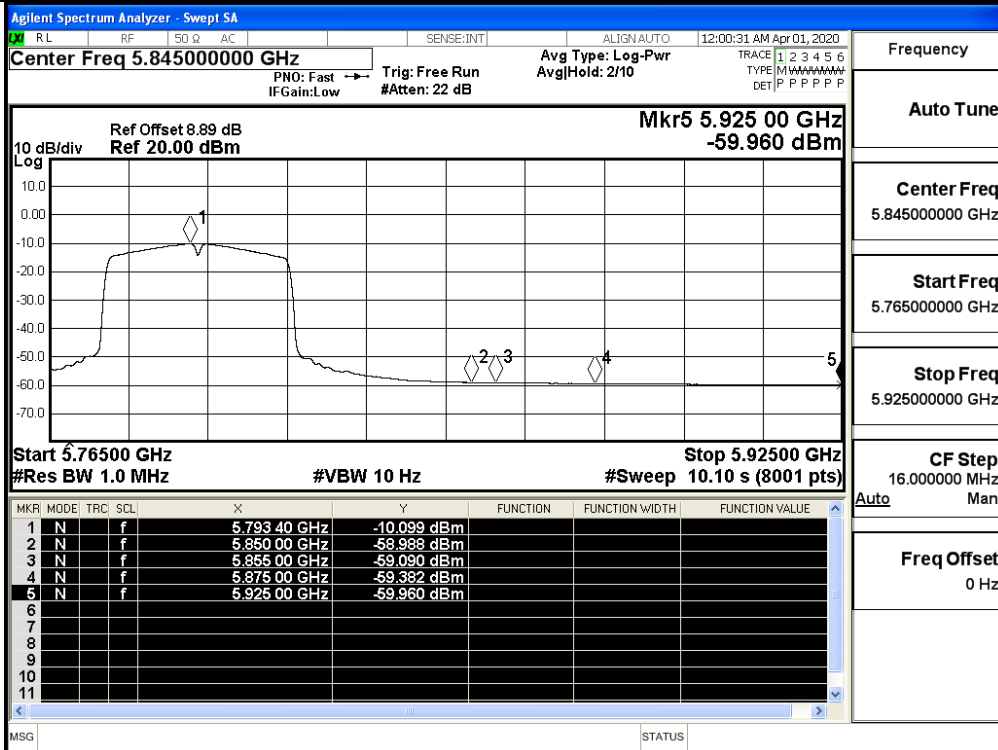 Agilent Spectrum Analyzer - Swept SA
LXI RL RF 50 Ω AC SENSE:INT ALIGN AUTO 12:00:31 AM Apr 01, 2020
Center Freq 5.845000000 GHz
PNO: Fast
IFGain:Low
Trig: Free Run
#Atten: 22 dB
Avg Type: Log-Pwr
Avg|Hold: 2/10
TRACE 1 2 3 4 5 6
TYPE M WWWWW
DET P P P P P P
Mkr5 5.925 00 GHz
-59.960 dBm
Ref Offset 8.89 dB
10 dB/div Ref 20.00 dBm
Log
10.0
0.00
-10.0
-20.0
-30.0
-40.0
-50.0
-60.0
-70.0
1
2 3 4 5
Start 5.76500 GHz Stop 5.92500 GHz
#Res BW 1.0 MHz #VBW 10 Hz #Sweep 10.10 s (8001 pts)
MKR MODE TRC SCL X Y FUNCTION FUNCTION WIDTH FUNCTION VALUE
1 N f 5.793 40 GHz -10.099 dBm
2 N f 5.850 00 GHz -58.988 dBm
3 N f 5.855 00 GHz -59.090 dBm
4 N f 5.875 00 GHz -59.382 dBm
5 N f 5.925 00 GHz -59.960 dBm
6
7
8
9
10
11
MSG STATUS
Frequency
Auto Tune
Center Freq
5.845000000 GHz
Start Freq
5.765000000 GHz
Stop Freq
5.925000000 GHz
CF Step
16.000000 MHz
Auto Man
Freq Offset
0 Hz